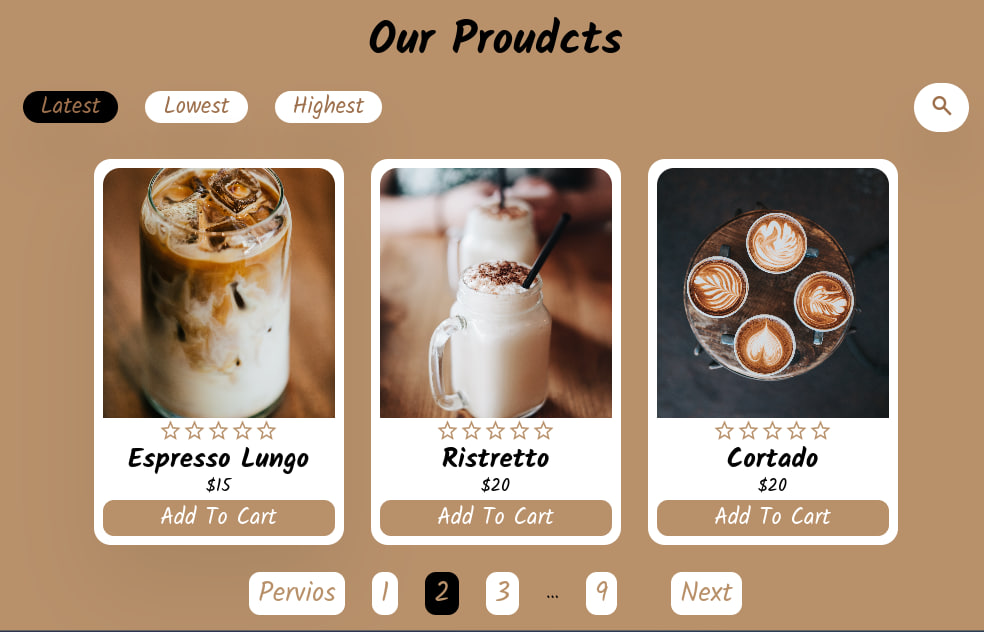 Our Proudcts
Latest Lowest Highest
Espresso Lungo Ristretto Cortado
$15 $20 $20
Add To Cart Add To Cart Add To Cart
Pervios 1 2 3 ... 9 Next